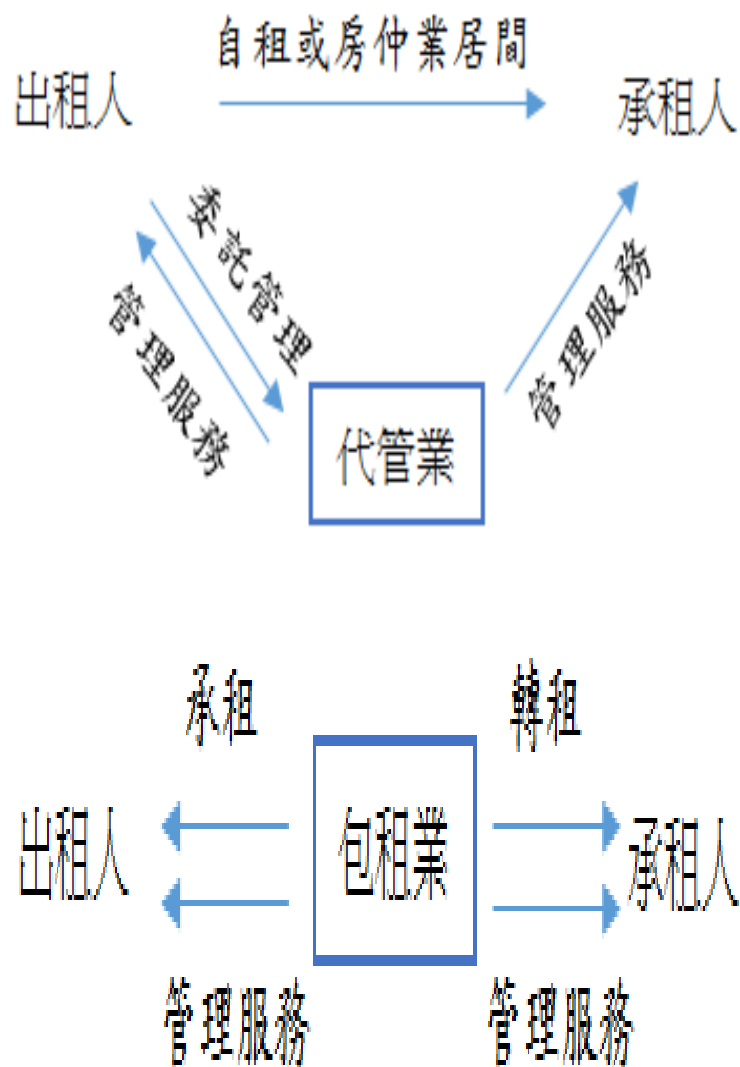 自租或房仲業居間
出租人
承租人
委託管理
管理服務
管理服務
代管業
承租
轉租
出租人
包租業
承租人
管理服務
管理服務